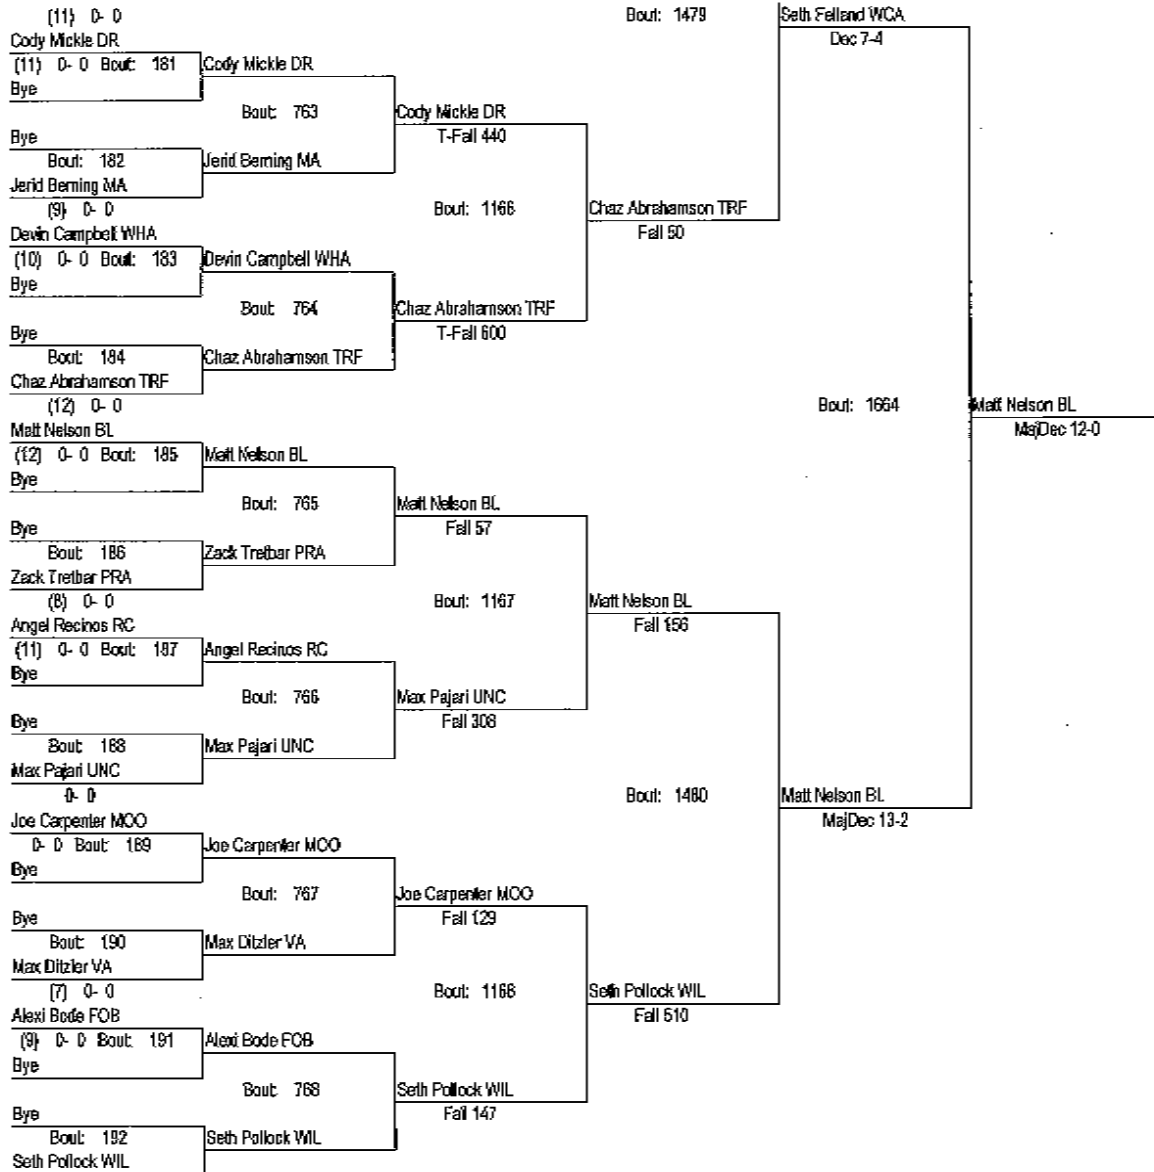 (11) 0- 0
Bout: 1479
Seth Felland WCA
Cody Mickle DR
Dec 7-4
(11) 0- 0 Bout: 181
Cody Mickle DR
Bye
Bout: 763
Cody Mickle DR
Bye
T-Fall 440
Bout: 182
Jerid Berning MA
Jerid Berning MA
(9) 0- 0
Bout: 1166
Chaz Abrahamson TRF
Devin Campbell WHA
Fall 50
(10) 0- 0 Bout: 183
Devin Campbell WHA
Bye
Bout: 764
Chaz Abrahamson TRF
Bye
T-Fall 600
Bout: 184
Chaz Abrahamson TRF
Chaz Abrahamson TRF
(12) 0- 0
Bout: 1664
Matt Nelson BL
Matt Nelson BL
MajDec 12-0
(12) 0- 0 Bout: 185
Matt Nelson BL
Bye
Bout: 765
Matt Nelson BL
Bye
Fall 57
Bout: 186
Zack Tretbar PRA
Zack Tretbar PRA
(8) 0- 0
Bout: 1167
Matt Nelson BL
Angel Recinos RC
Fall 156
(11) 0- 0 Bout: 187
Angel Recinos RC
Bye
Bout: 766
Max Pajari UNC
Bye
Fall 308
Bout: 188
Max Pajari UNC
Max Pajari UNC
0- 0
Bout: 1480
Matt Nelson BL
Joe Carpenter MOO
MajDec 13-2
0- 0 Bout: 189
Joe Carpenter MOO
Bye
Bout: 767
Joe Carpenter MOO
Bye
Fall 129
Bout: 190
Max Ditzler VA
Max Ditzler VA
(7) 0- 0
Bout: 1168
Seth Pollock WIL
Alexi Bode FOB
Fall 510
(9) 0- 0 Bout: 191
Alexi Bode FOB
Bye
Bout: 768
Seth Pollock WIL
Bye
Fall 147
Bout: 192
Seth Pollock WIL
Seth Pollock WIL